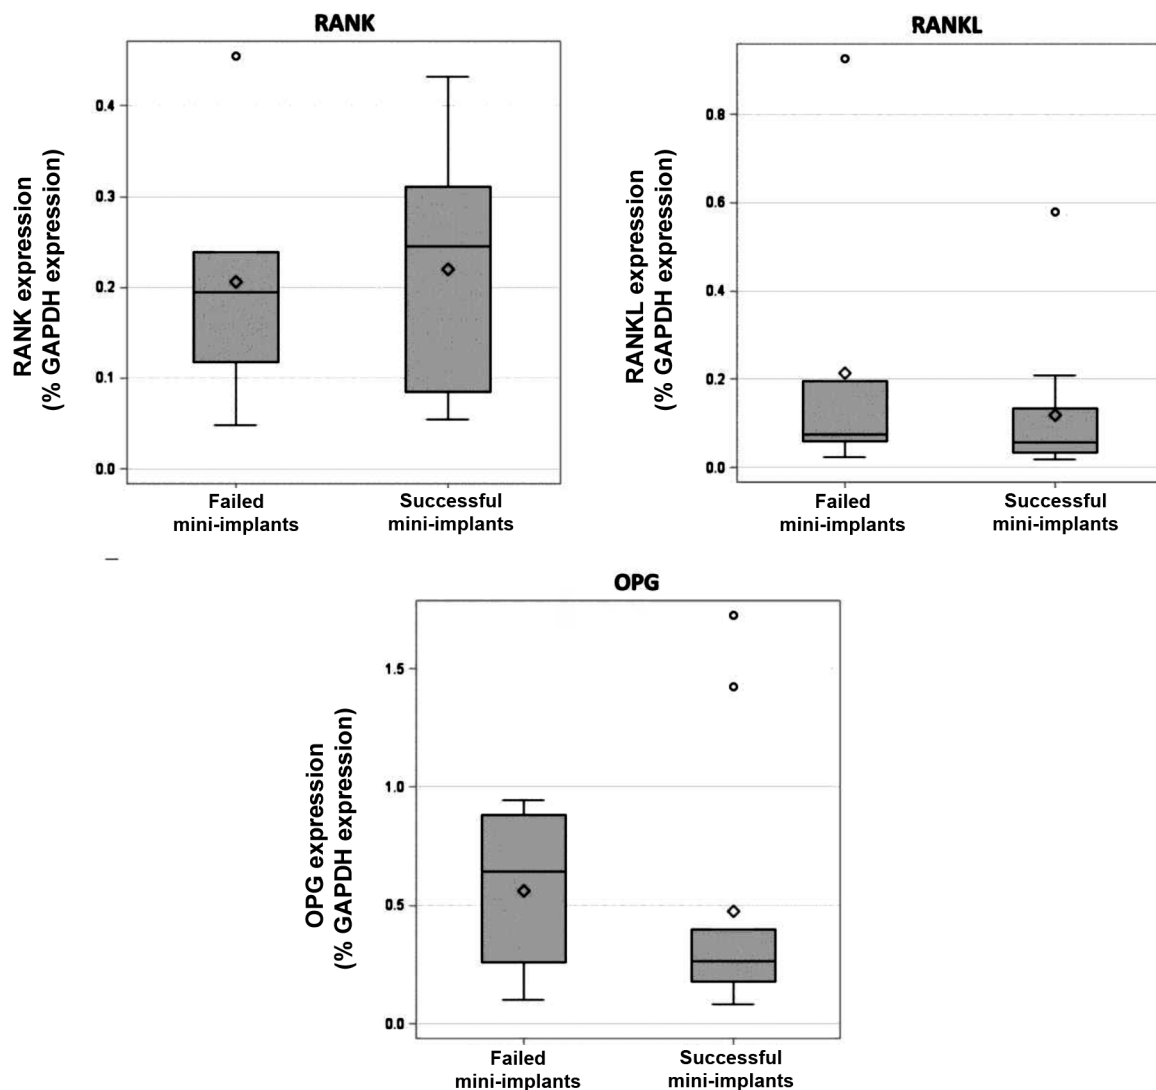 RANK
RANK expression
(% GAPDH expression)
0.4
0.3
0.2
0.1
0.0
Failed
mini-implants
Successful
mini-implants
RANKL
RANKL expression
(% GAPDH expression)
0.8
0.6
0.4
0.2
0.0
Failed
mini-implants
Successful
mini-implants
OPG
OPG expression
(% GAPDH expression)
1.5
1.0
0.5
0.0
Failed
mini-implants
Successful
mini-implants